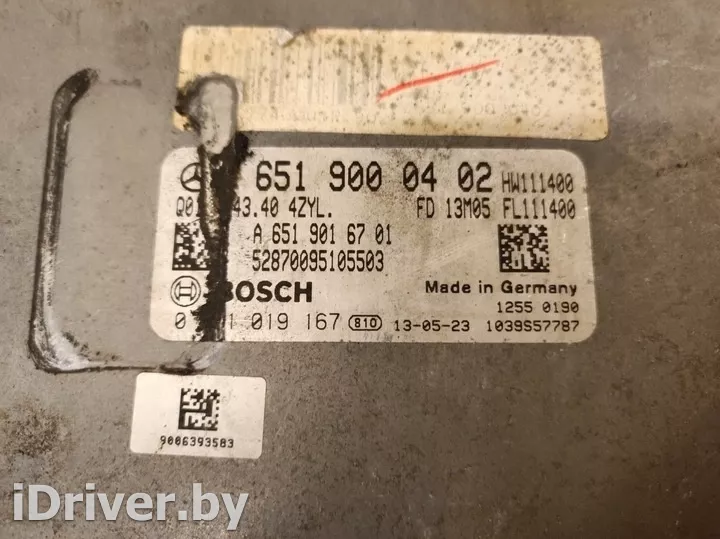 651 900 04 02 HW111400
43.40 4ZYL. FD 13M05 FL111400
A 651 901 67 01
52870095105503
BOSCH Made in Germany
1255 0190
019 167 810 13-05-23 1039S57787
9006393583
iDriver.by